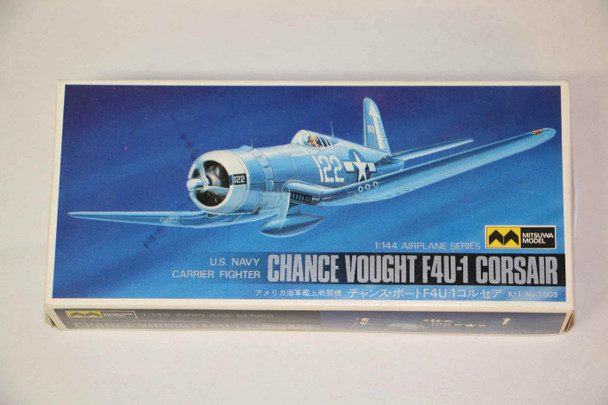 122
122
1:144 AIRPLANE SERIES
MITSUWA MODEL
U.S. NAVY
CARRIER FIGHTER
CHANCE VOUGHT F4U-1 CORSAIR
アメリカ海軍艦上戦闘機 チャンス・ボートF4U-1コルセア KIT No.1008
MITSUWA MODEL 1:144 AIRPLANE SERIES